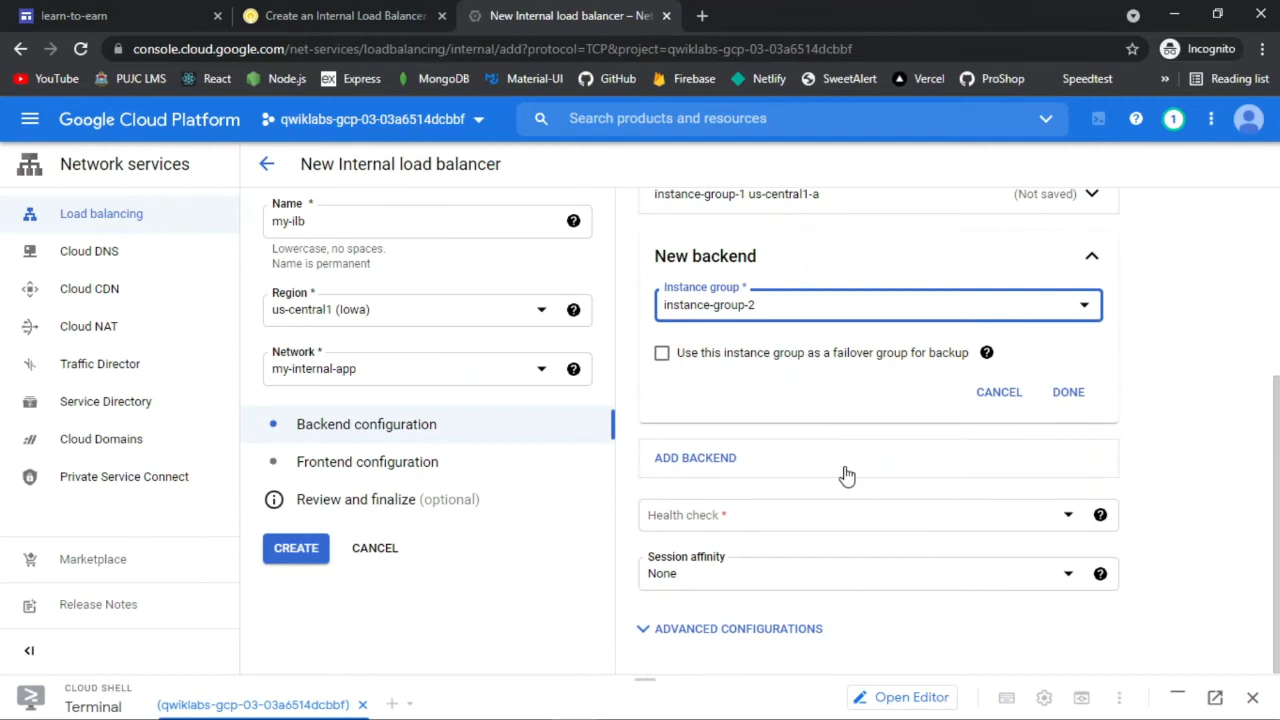 learn-to-earn
Create an Internal Load Balancer
New Internal load balancer – Net
console.cloud.google.com/net-services/loadbalancing/internal/add?protocol=TCP&project=qwiklabs-gcp-03-03a6514dcbbf
Incognito
YouTube
PUJC LMS
React
Node.js
ex Express
MongoDB
Material-UI
GitHub
Firebase
Netlify
SweetAlert
Vercel
ProShop
Speedtest
»
Reading list
Google Cloud Platform
qwiklabs-gcp-03-03a6514dcbbf
Search products and resources
1
Network services
New Internal load balancer
Load balancing
Cloud DNS
Cloud CDN
Cloud NAT
Traffic Director
Service Directory
Cloud Domains
Private Service Connect
Marketplace
Release Notes
Name *
my-ilb
Lowercase, no spaces.
Name is permanent
Region *
us-central1 (Iowa)
Network *
my-internal-app
Backend configuration
Frontend configuration
Review and finalize (optional)
CREATE
CANCEL
instance-group-1 us-central1-a
(Not saved)
New backend
Instance group *
instance-group-2
Use this instance group as a failover group for backup
CANCEL
DONE
ADD BACKEND
Health check *
Session affinity
None
ADVANCED CONFIGURATIONS
CLOUD SHELL
Terminal
(qwiklabs-gcp-03-03a6514dcbbf)
Open Editor